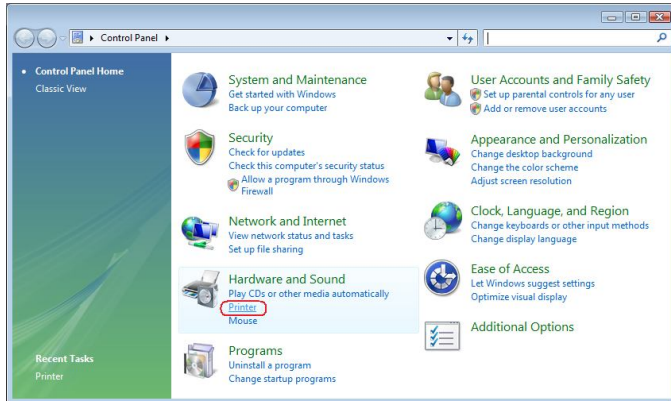 Control Panel
Control Panel Home
Classic View
System and Maintenance
Get started with Windows
Back up your computer
Security
Check for updates
Check this computer's security status
Allow a program through Windows
Firewall
Network and Internet
View network status and tasks
Set up file sharing
Hardware and Sound
Play CDs or other media automatically
Printer
Mouse
Programs
Uninstall a program
Change startup programs
User Accounts and Family Safety
Set up parental controls for any user
Add or remove user accounts
Appearance and Personalization
Change desktop background
Change the color scheme
Adjust screen resolution
Clock, Language, and Region
Change keyboards or other input methods
Change display language
Ease of Access
Let Windows suggest settings
Optimize visual display
Additional Options
Recent Tasks
Printer